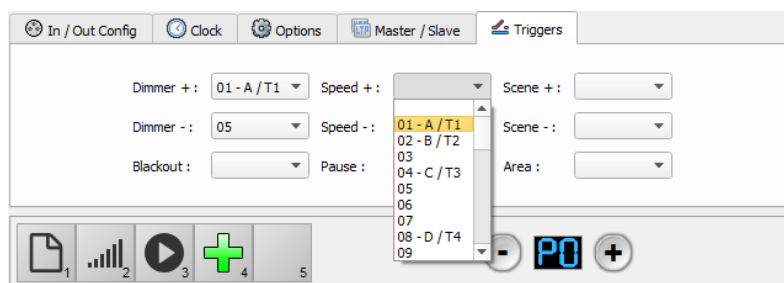 In / Out Config Clock Options LTP Master / Slave Triggers
Dimmer + : 01 - A / T1 Speed + : Scene + :
Dimmer - : 05 Speed - : Scene - :
Blackout : Pause : Area :
01 - A / T1
02 - B / T2
03
04 - C / T3
05
06
07
08 - D / T4
09
1 2 3 4 5 - P0 +